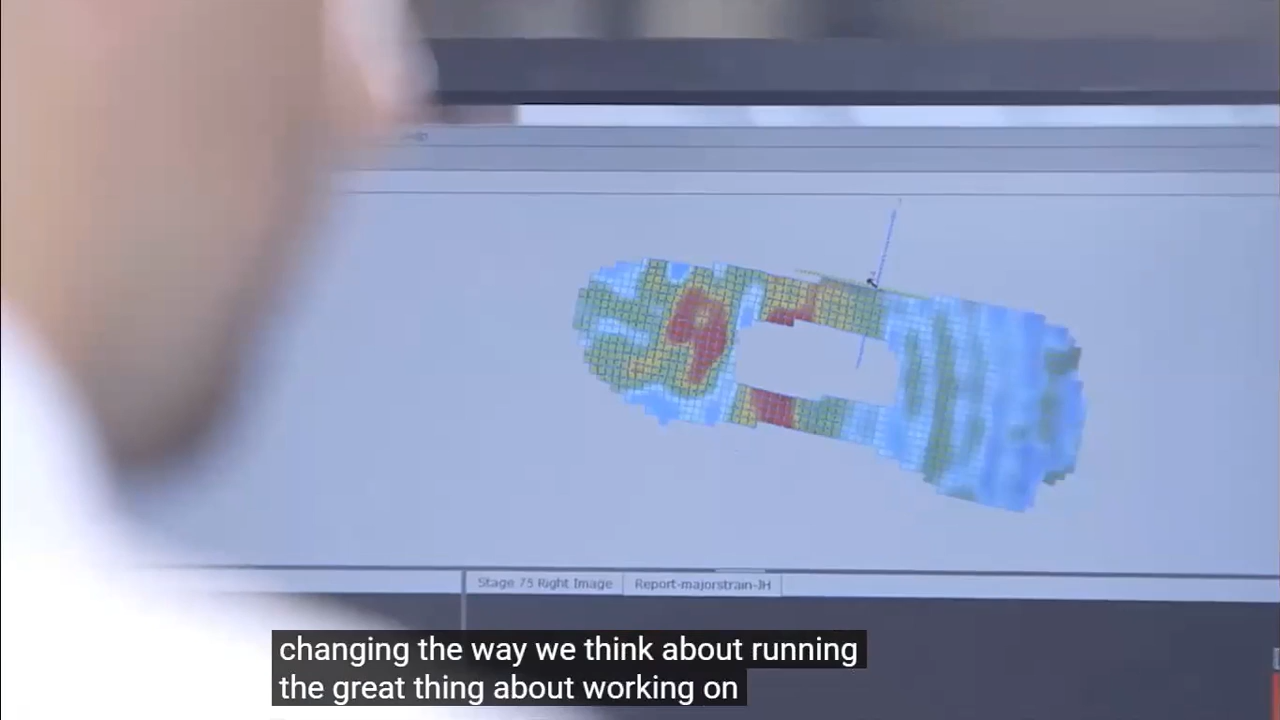 Stage 75 Right Image
Report-majorstrain-JH
changing the way we think about running
the great thing about working on